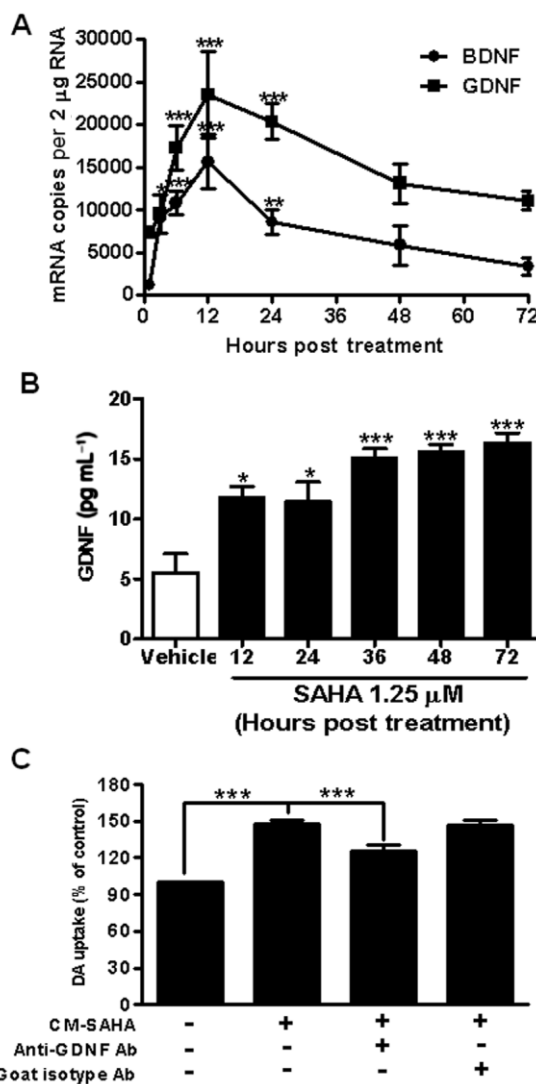 A
mRNA copies per 2 µg RNA
30000
25000
20000
15000
10000
5000
0
***
***
***
***
*
***
**
BDNF
GDNF
0 12 24 36 48 60 72
Hours post treatment
B
GDNF (pg mL⁻¹)
20
15
10
5
0
* * *** *** ***
Vehicle 12 24 36 48 72
SAHA 1.25 µM
(Hours post treatment)
C
DA uptake (% of control)
180
150
120
90
60
30
0
*** ***
CM-SAHA - + + +
Anti-GDNF Ab - - + -
Goat isotype Ab - - - +